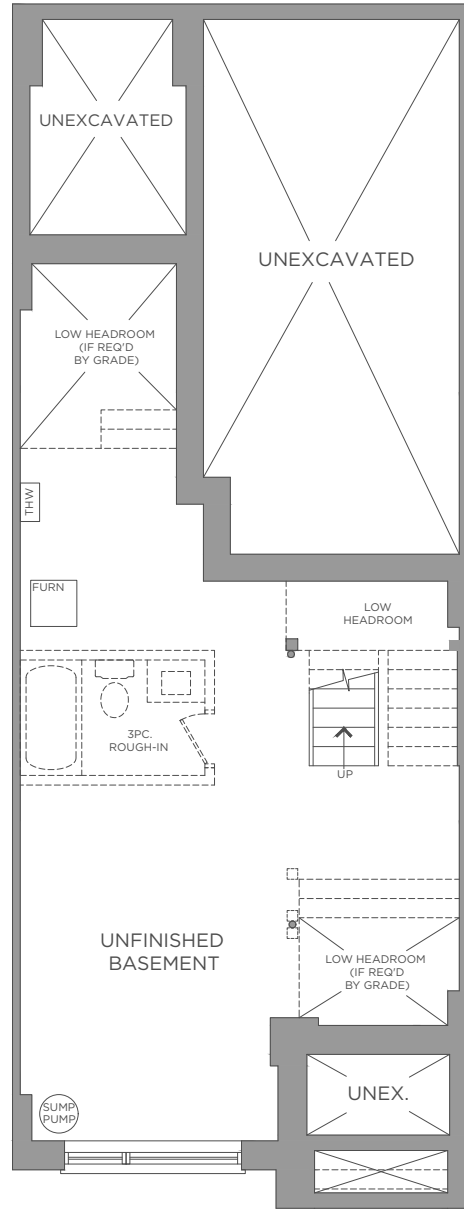 UNEXCAVATED
UNEXCAVATED
LOW HEADROOM
(IF REQ'D
BY GRADE)
THW
FURN
LOW
HEADROOM
3PC.
ROUGH-IN
UP
UNFINISHED
BASEMENT
LOW HEADROOM
(IF REQ'D
BY GRADE)
UNEX.
SUMP
PUMP